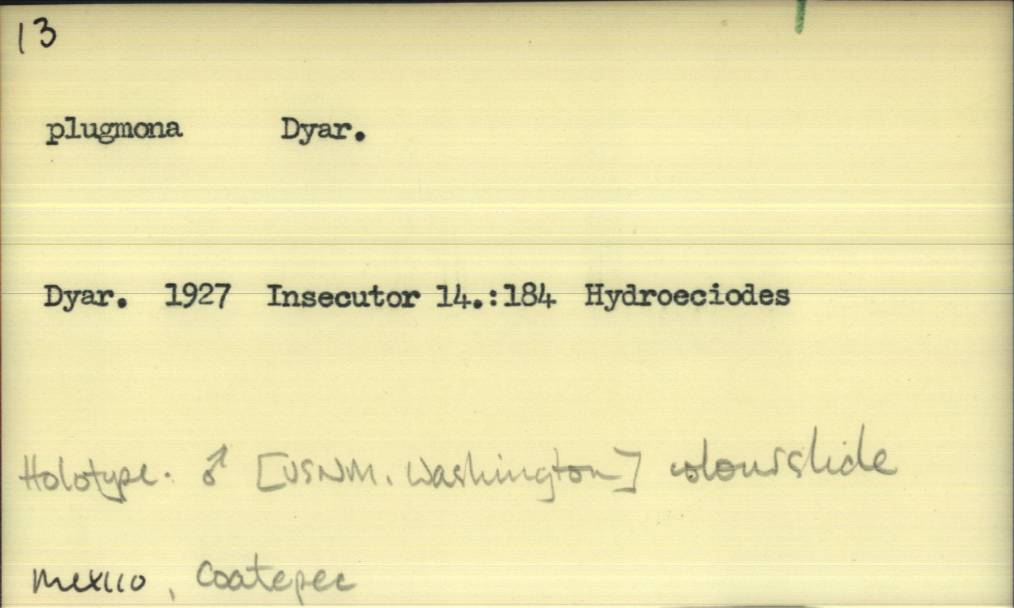 13
plugmona Dyar.
Dyar. 1927 Insecutor 14.:184 Hydroeciodes
Holotype. ♂ [USNM. Washington] colourslide
Mexico, Coatepec